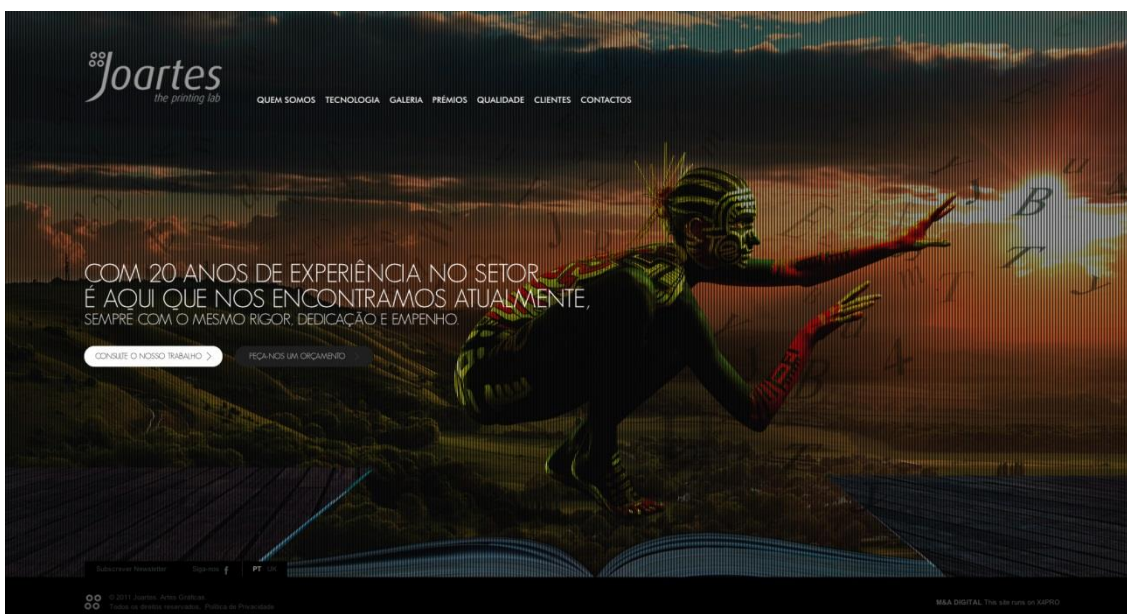 Joartes
the printing lab
QUEM SOMOS TECNOLOGIA GALERIA PRÉMIOS QUALIDADE CLIENTES CONTACTOS
B
T
COM 20 ANOS DE EXPERIÊNCIA NO SETOR
É AQUI QUE NOS ENCONTRAMOS ATUALMENTE,
SEMPRE COM O MESMO RIGOR, DEDICAÇÃO E EMPENHO.
CONSULTE O NOSSO TRABALHO > PEÇA-NOS UM ORÇAMENTO >
Subscrever Newsletter Siga-nos f PT UK
© 2011 Joartes. Artes Gráficas.
Todos os direitos reservados. Política de Privacidade
M&A DIGITAL This site runs on X4PRO